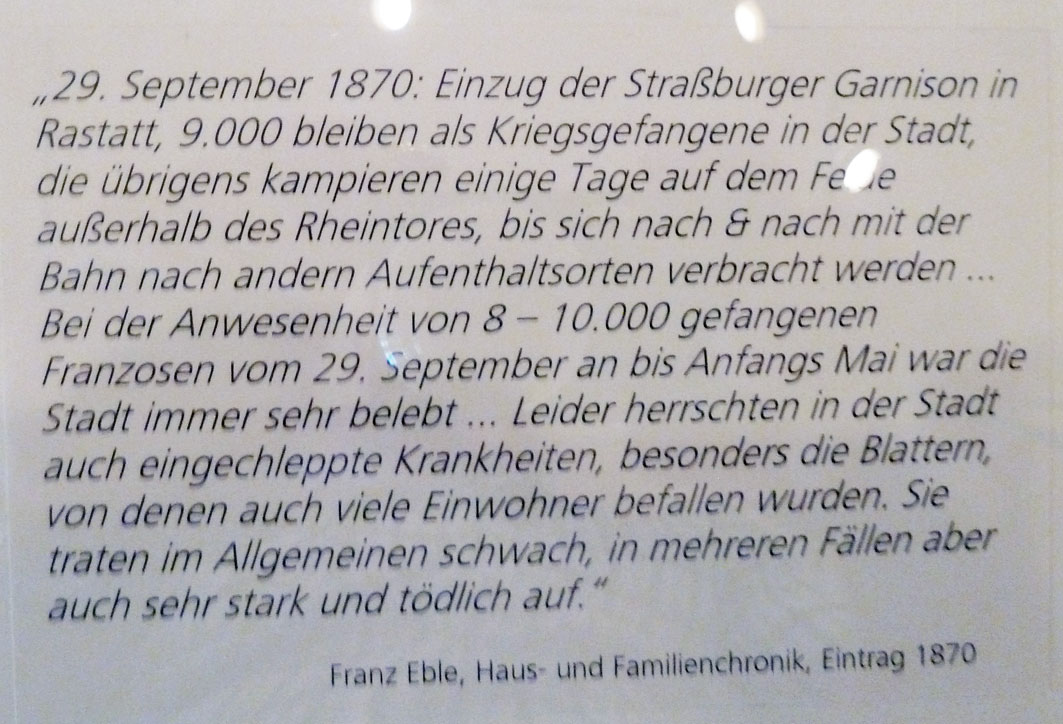 „29. September 1870: Einzug der Straßburger Garnison in
Rastatt, 9.000 bleiben als Kriegsgefangene in der Stadt,
die übrigens kampieren einige Tage auf dem Felde
außerhalb des Rheintores, bis sich nach & nach mit der
Bahn nach andern Aufenthaltsorten verbracht werden ...
Bei der Anwesenheit von 8 – 10.000 gefangenen
Franzosen vom 29. September an bis Anfangs Mai war die
Stadt immer sehr belebt ... Leider herrschten in der Stadt
auch eingechleppte Krankheiten, besonders die Blattern,
von denen auch viele Einwohner befallen wurden. Sie
traten im Allgemeinen schwach, in mehreren Fällen aber
auch sehr stark und tödlich auf.“
Franz Eble, Haus- und Familienchronik, Eintrag 1870